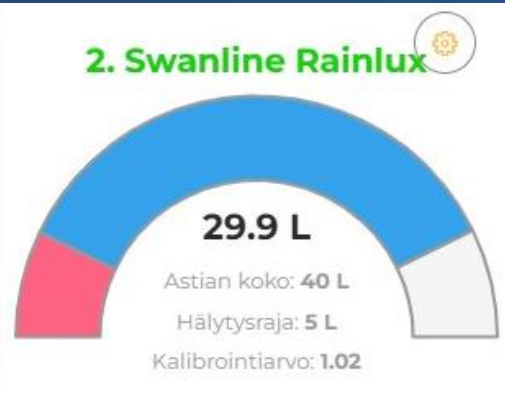 2. Swanline Rainlux
29.9 L
Astian koko: 40 L
Hälytysraja: 5 L
Kalibrointiarvo: 1.02